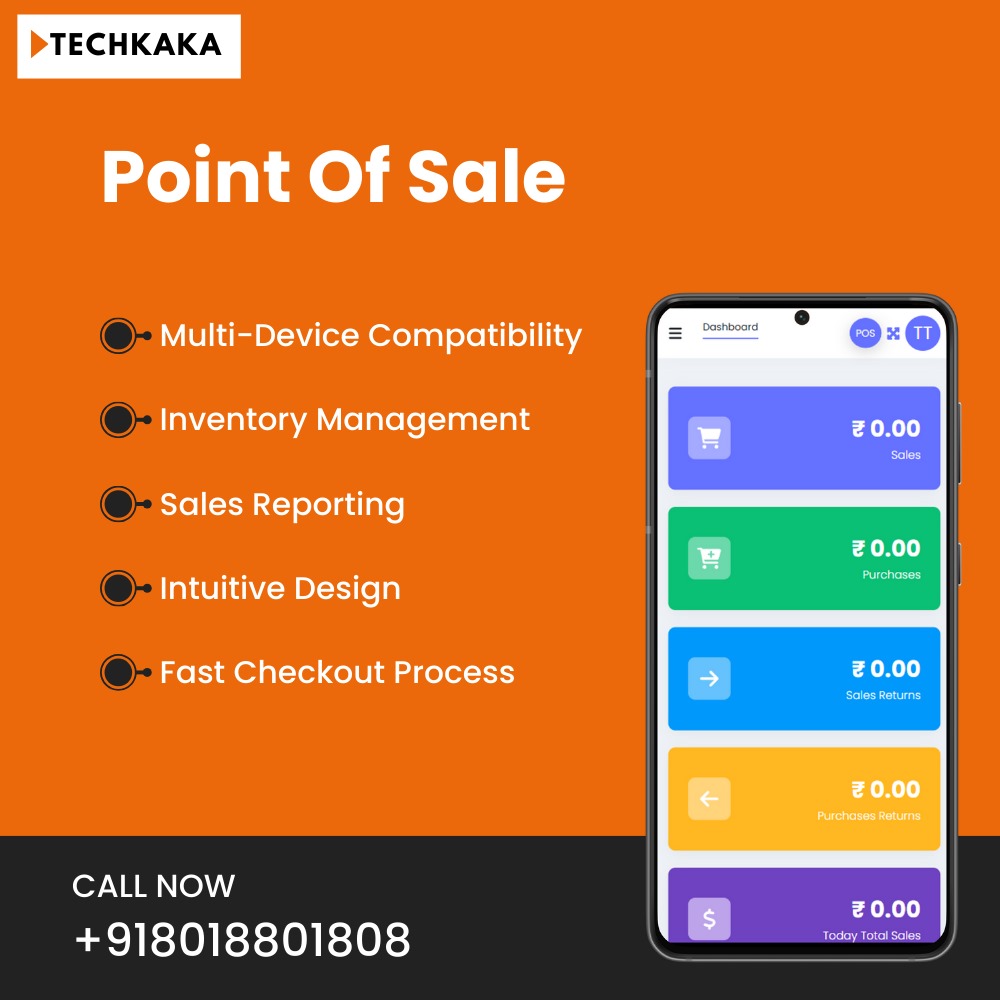 TECHKAKA
Point Of Sale
Multi-Device Compatibility
Inventory Management
Sales Reporting
Intuitive Design
Fast Checkout Process
CALL NOW
+918018801808
Dashboard
POS
TT
₹ 0.00
Sales
₹ 0.00
Purchases
₹ 0.00
Sales Returns
₹ 0.00
Purchases Returns
$
₹ 0.00
Today Total Sales